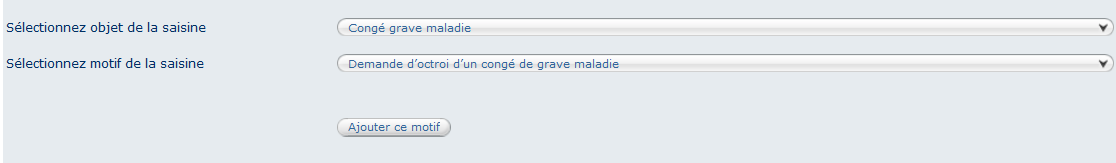 Sélectionnez objet de la saisine Congé grave maladie
Sélectionnez motif de la saisine Demande d'octroi d'un congé de grave maladie
Ajouter ce motif